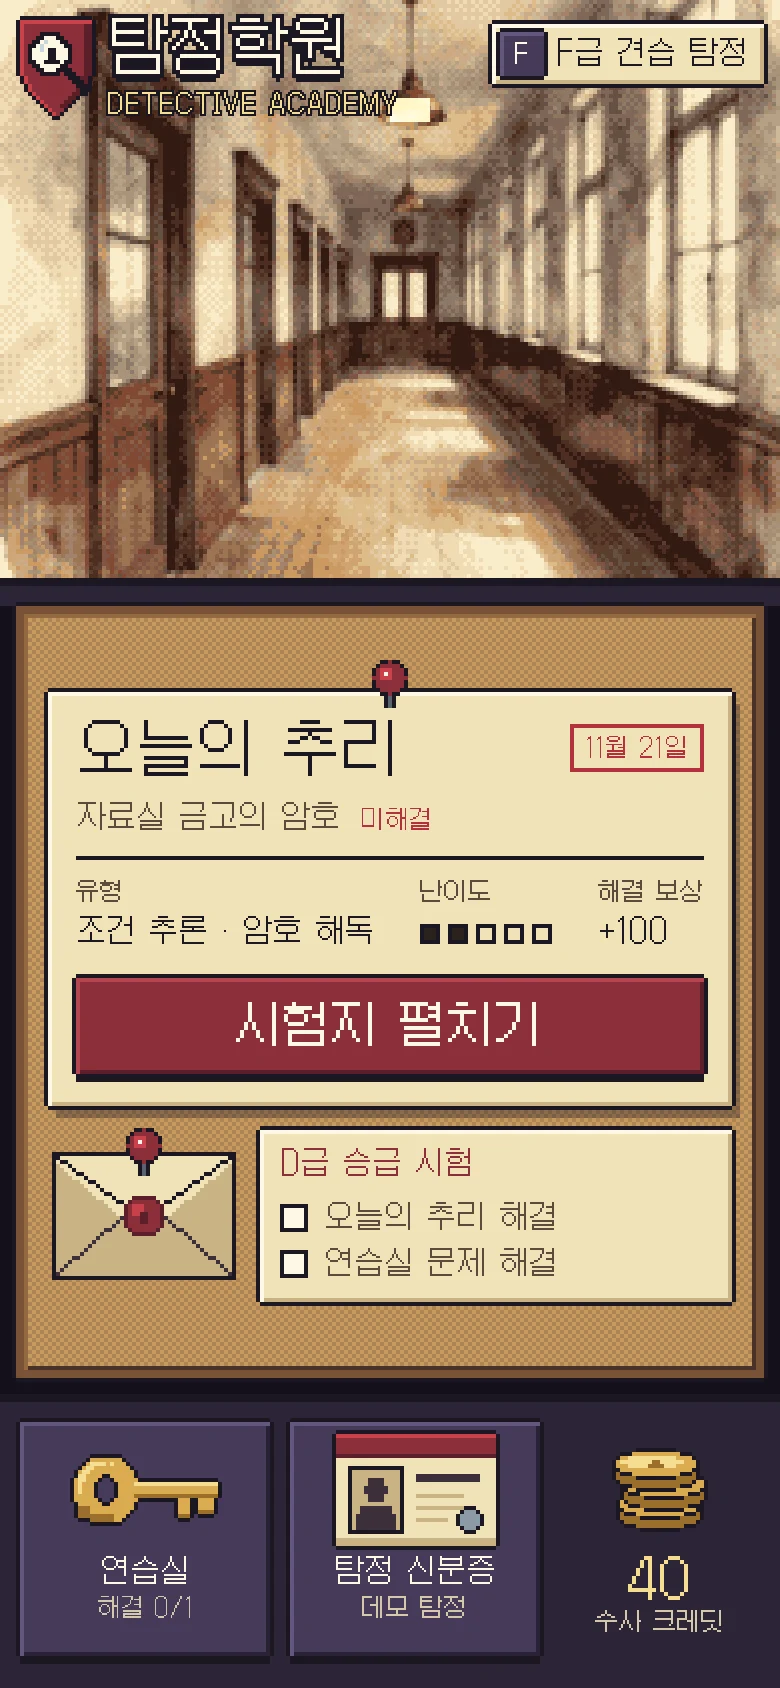 탐정학원
DETECTIVE ACADEMY
F F급 견습 탐정
오늘의 추리
11월 21일
자료실 금고의 암호 미해결
유형 난이도 해결 보상
조건 추론 · 암호 해독 +100
시험지 펼치기
D급 승급 시험
오늘의 추리 해결
연습실 문제 해결
연습실
해결 0/1
탐정 신분증
데모 탐정
40
수사 크레딧